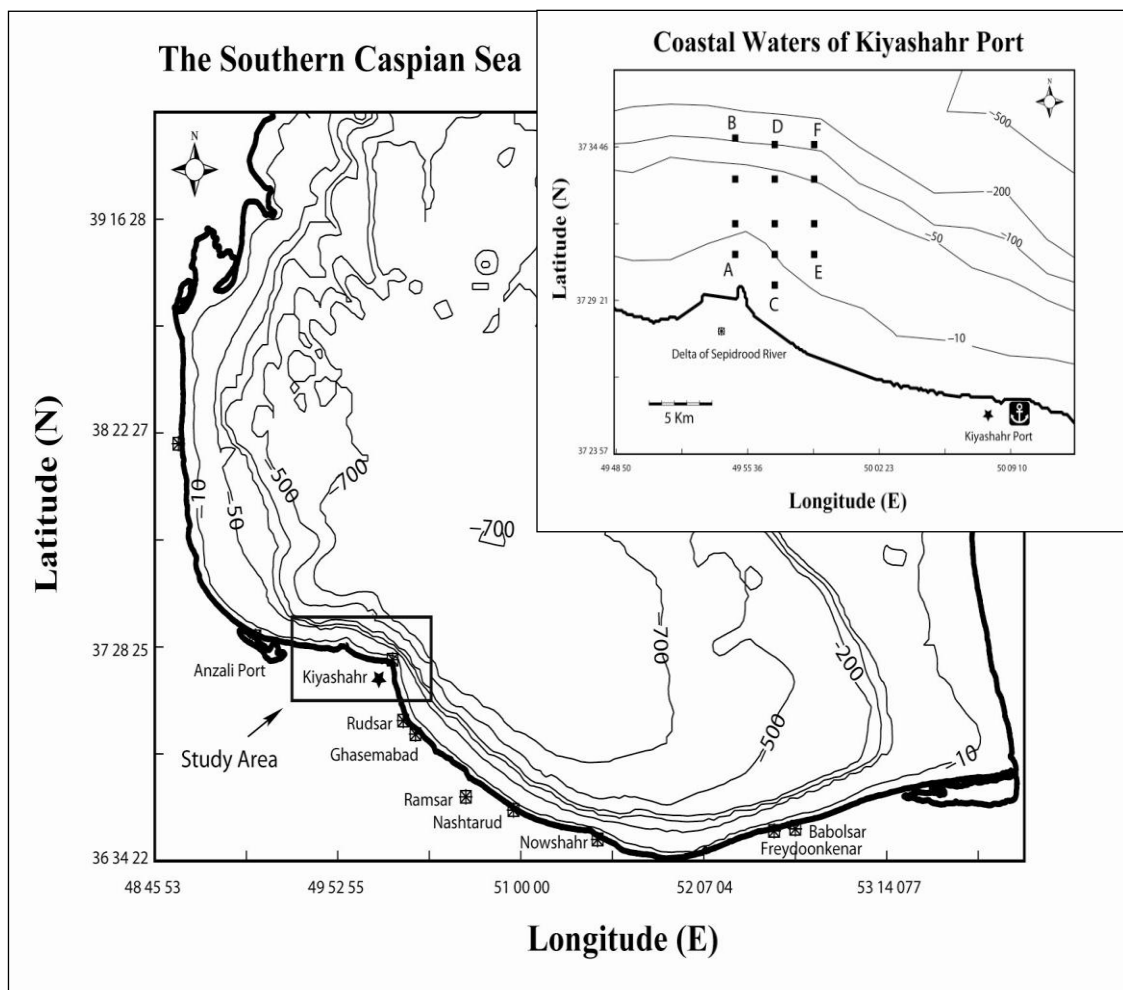 The Southern Caspian Sea
N
39 16 28
38 22 27
37 28 25
36 34 22
Latitude (N)
48 45 53
49 52 55
51 00 00
52 07 04
53 14 077
Longitude (E)
-10
-50
-500
-700
-700
-700
-500
-200
-10
Anzali Port
Kiyashahr
Study Area
Rudsar
Ghasemabad
Ramsar
Nashtarud
Nowshahr
Babolsar
Freydoonkenar
Coastal Waters of Kiyashahr Port
N
-500
-200
-100
-50
-10
B
D
F
A
E
C
37 34 46
37 29 21
37 23 57
Latitude (N)
Delta of Sepidrood River
5 Km
Kiyashahr Port
49 48 50
49 55 36
50 02 23
50 09 10
Longitude (E)